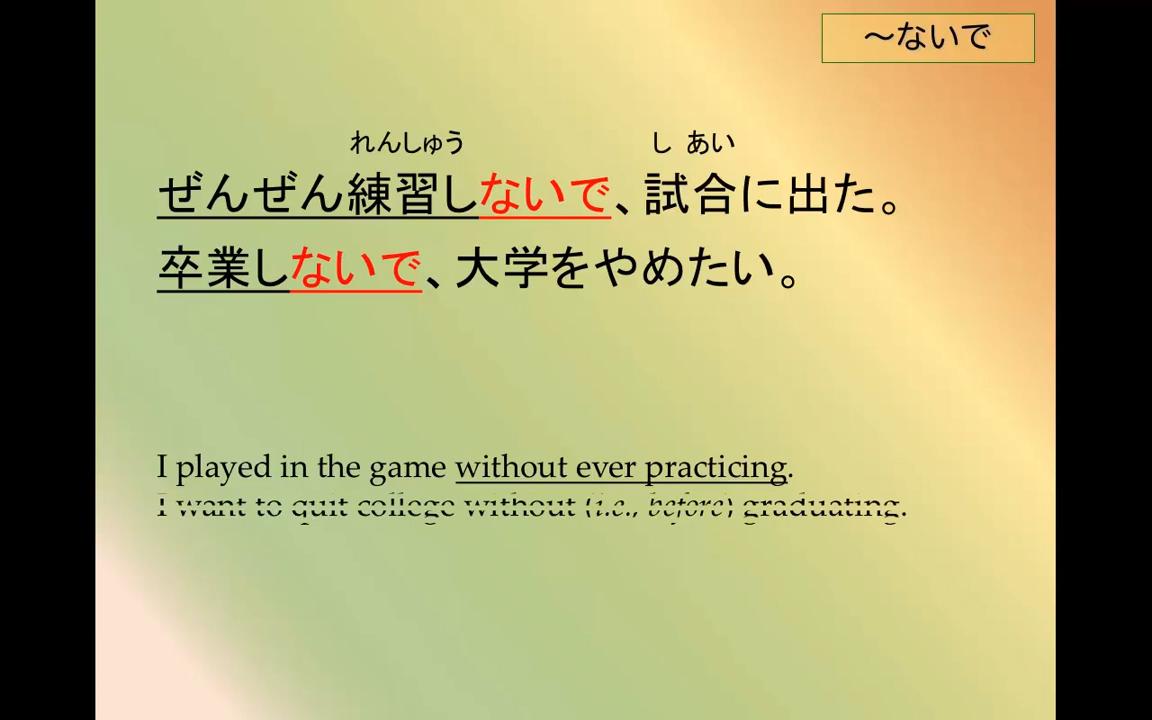 ～ないで
れんしゅう しあい
ぜんぜん練習しないで、試合に出た。
卒業しないで、大学をやめたい。
I played in the game without ever practicing.
I want to quit college without (i.e., before) graduating.